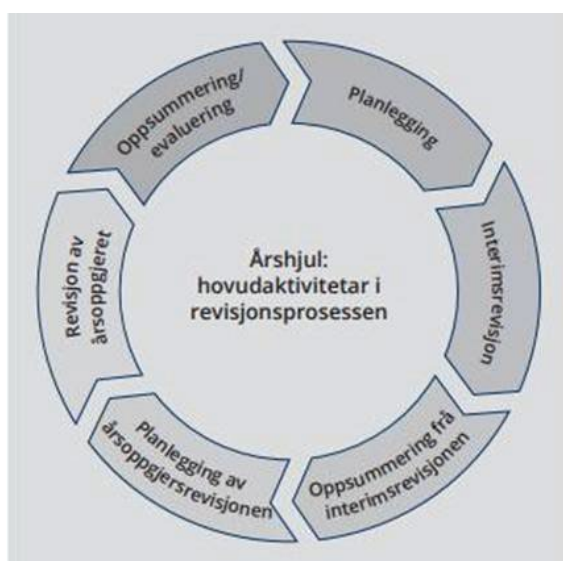 Årshjul:
hovudaktivitetar i
revisjonsprosessen
Planlegging
Interimsrevisjon
Oppsummering frå
interimsrevisjonen
Planlegging av
årsoppgjersrevisjonen
Revisjon av
årsoppgjeret
Oppsummering/
evaluering